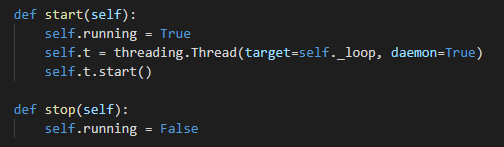 def start(self):
    self.running = True
    self.t = threading.Thread(target=self._loop, daemon=True)
    self.t.start()

def stop(self):
    self.running = False